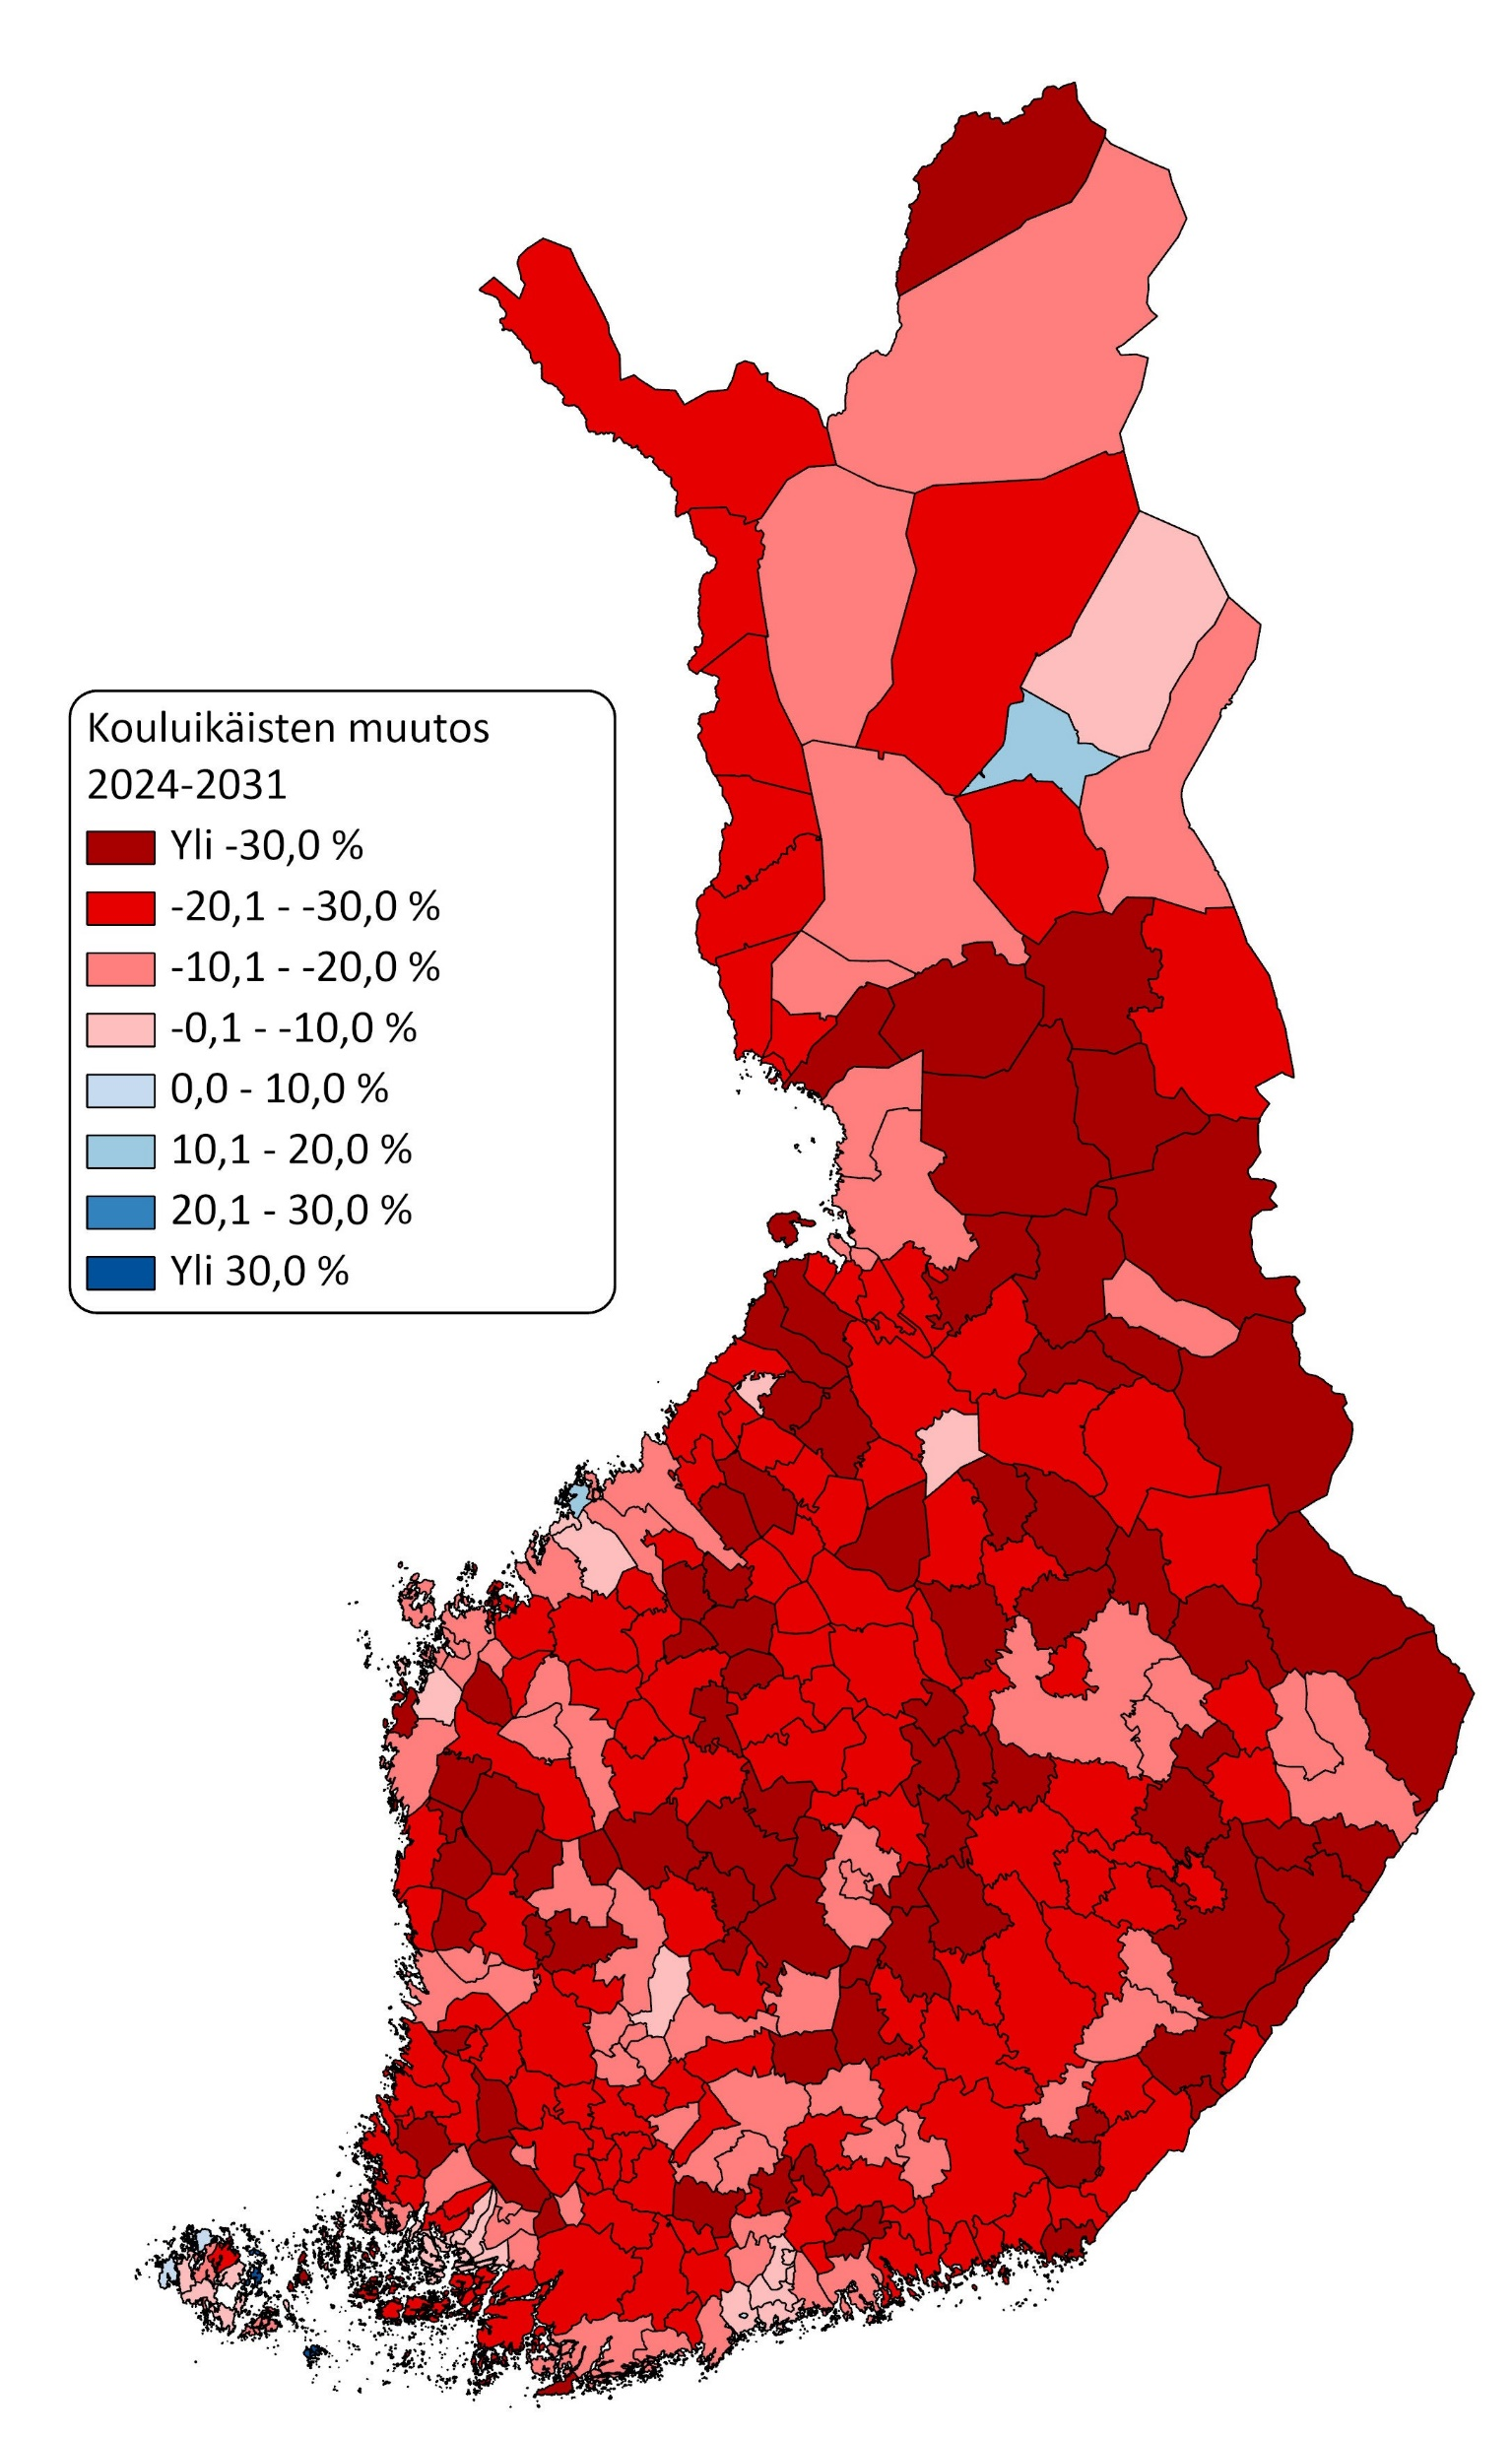 Kouluikäisten muutos
2024-2031
Yli -30,0 %
-20,1 - -30,0 %
-10,1 - -20,0 %
-0,1 - -10,0 %
0,0 - 10,0 %
10,1 - 20,0 %
20,1 - 30,0 %
Yli 30,0 %